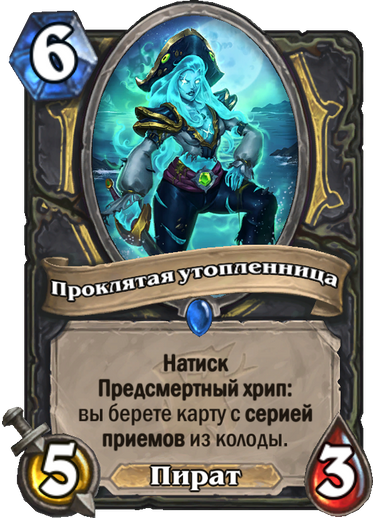 6
Проклятая утопленница
Натиск
Предсмертный хрип:
вы берете карту с серией
приемов из колоды.
5
Пират
3